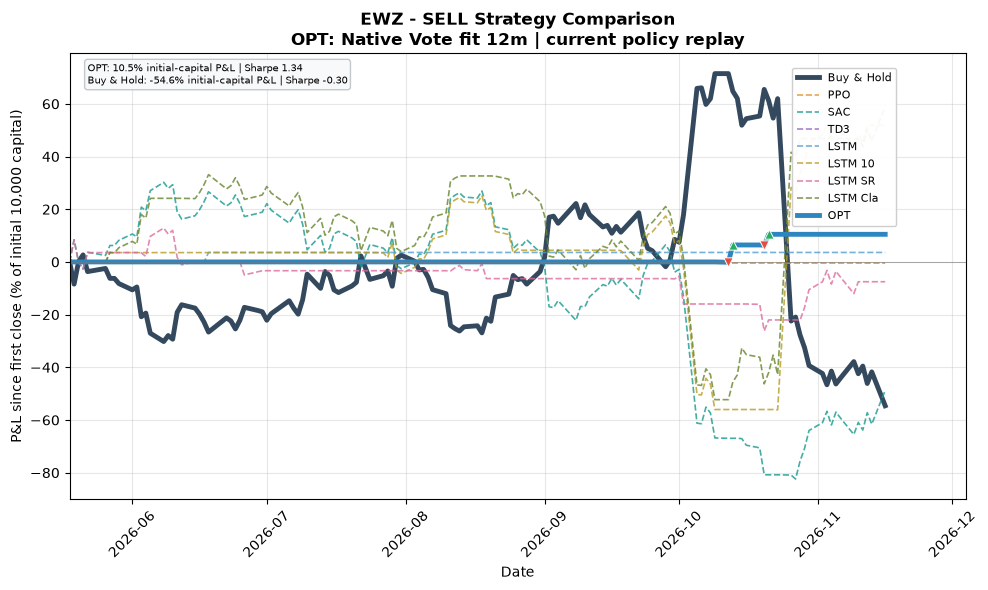 EWZ - SELL Strategy Comparison
OPT: Native Vote fit 12m | current policy replay
OPT: 10.5% initial-capital P&L | Sharpe 1.34
Buy & Hold: -54.6% initial-capital P&L | Sharpe -0.30
Buy & Hold
PPO
SAC
TD3
LSTM
LSTM 10
LSTM SR
LSTM Cla
OPT
P&L since first close (% of initial 10,000 capital)
60
40
20
0
−20
−40
−60
−80
2026-06
2026-07
2026-08
2026-09
2026-10
2026-11
2026-12
Date